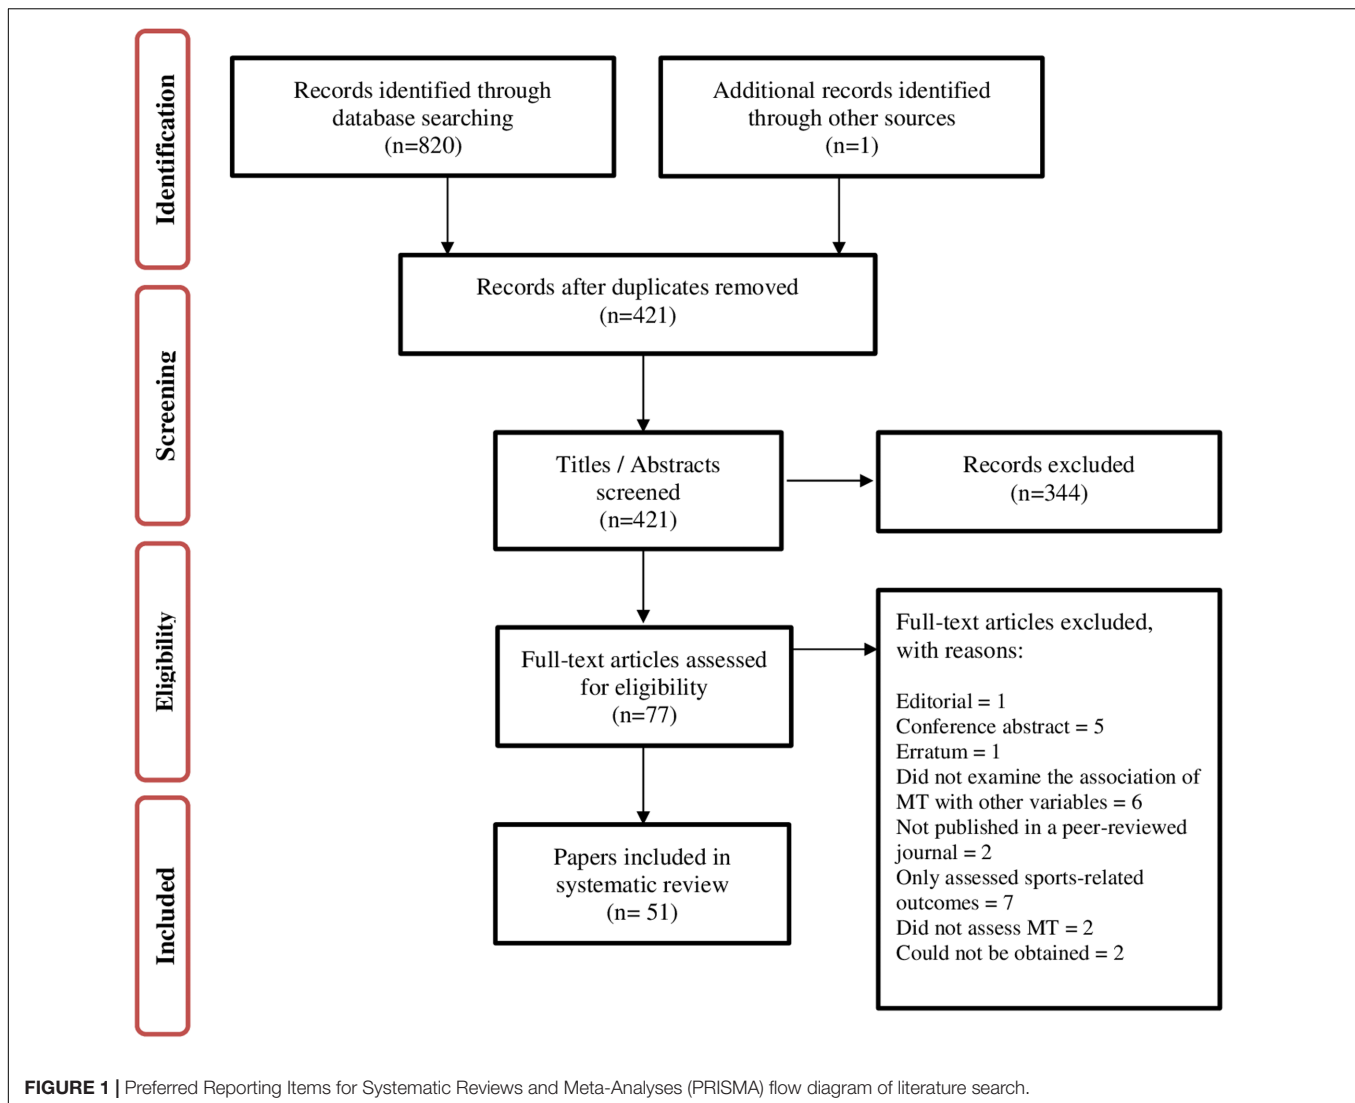 Identification
Records identified through
database searching
(n=820)
Additional records identified
through other sources
(n=1)
Records after duplicates removed
(n=421)
Screening
Titles / Abstracts
screened
(n=421)
Records excluded
(n=344)
Eligibility
Full-text articles assessed
for eligibility
(n=77)
Full-text articles excluded,
with reasons:
Editorial = 1
Conference abstract = 5
Erratum = 1
Did not examine the association of
MT with other variables = 6
Not published in a peer-reviewed
journal = 2
Only assessed sports-related
outcomes = 7
Did not assess MT = 2
Could not be obtained = 2
Included
Papers included in
systematic review
(n= 51)
FIGURE 1 | Preferred Reporting Items for Systematic Reviews and Meta-Analyses (PRISMA) flow diagram of literature search.